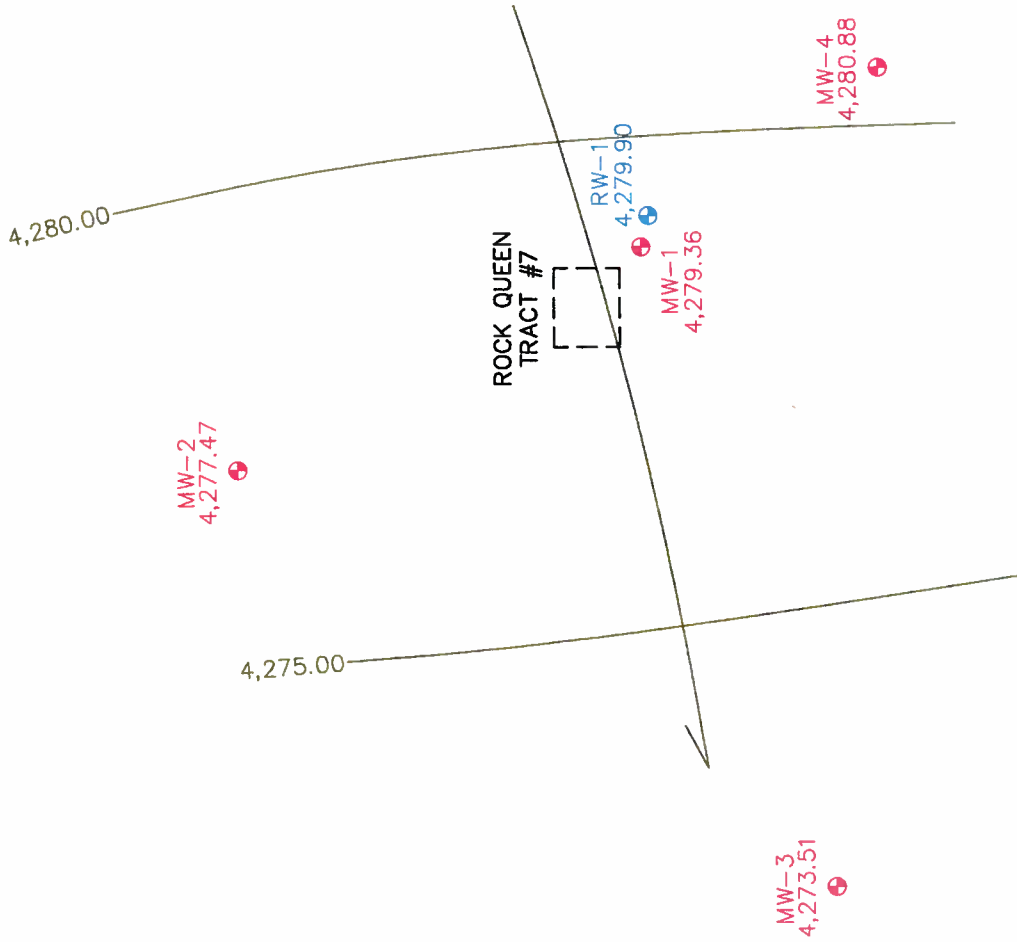 4,280.00
MW-4
4,280.88
RW-1
4,279.90
MW-1
4,279.36
ROCK QUEEN
TRACT #7
MW-2
4,277.47
4,275.00
MW-3
4,273.51